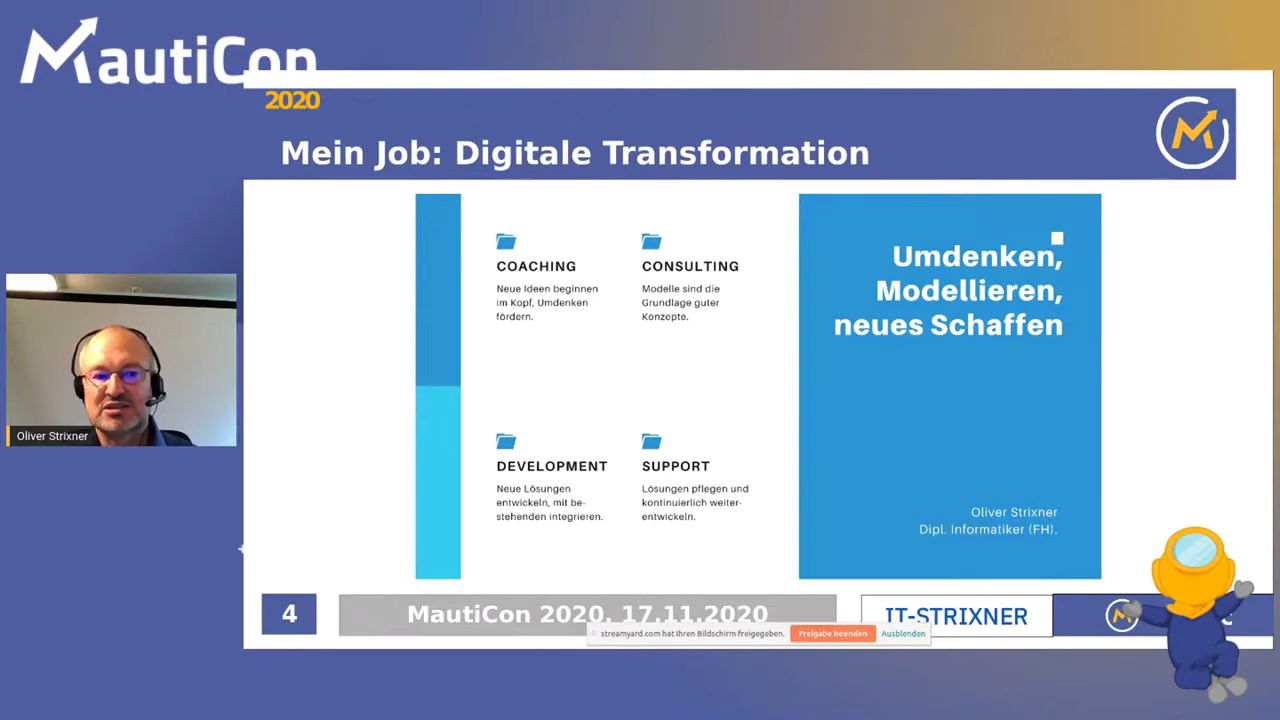 MautiCon
2020
Mein Job: Digitale Transformation
COACHING
Neue Ideen beginnen
im Kopf, Umdenken
fördern.
CONSULTING
Modelle sind die
Grundlage guter
Konzepte.
DEVELOPMENT
Neue Lösungen
entwickeln, mit be-
stehenden integrieren.
SUPPORT
Lösungen pflegen und
kontinuierlich weiter-
entwickeln.
Umdenken,
Modellieren,
neues Schaffen
Oliver Strixner
Dipl. Informatiker (FH).
Oliver Strixner
4
MautiCon 2020, 17.11.2020
IT-STRIXNER
streamyard.com hat Ihren Bildschirm freigegeben.
Freigabe beenden
Ausblenden